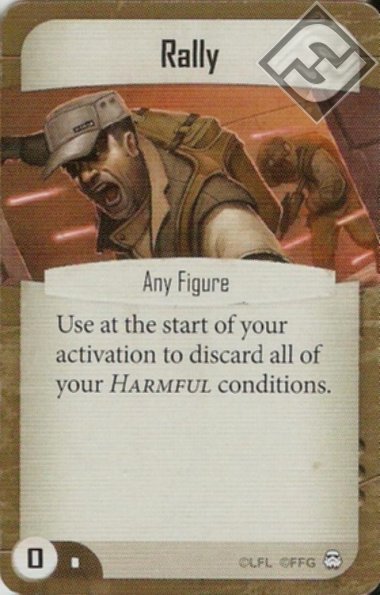 Rally
Any Figure
Use at the start of your
activation to discard all of
your HARMFUL conditions.
0
©LFL ©FFG